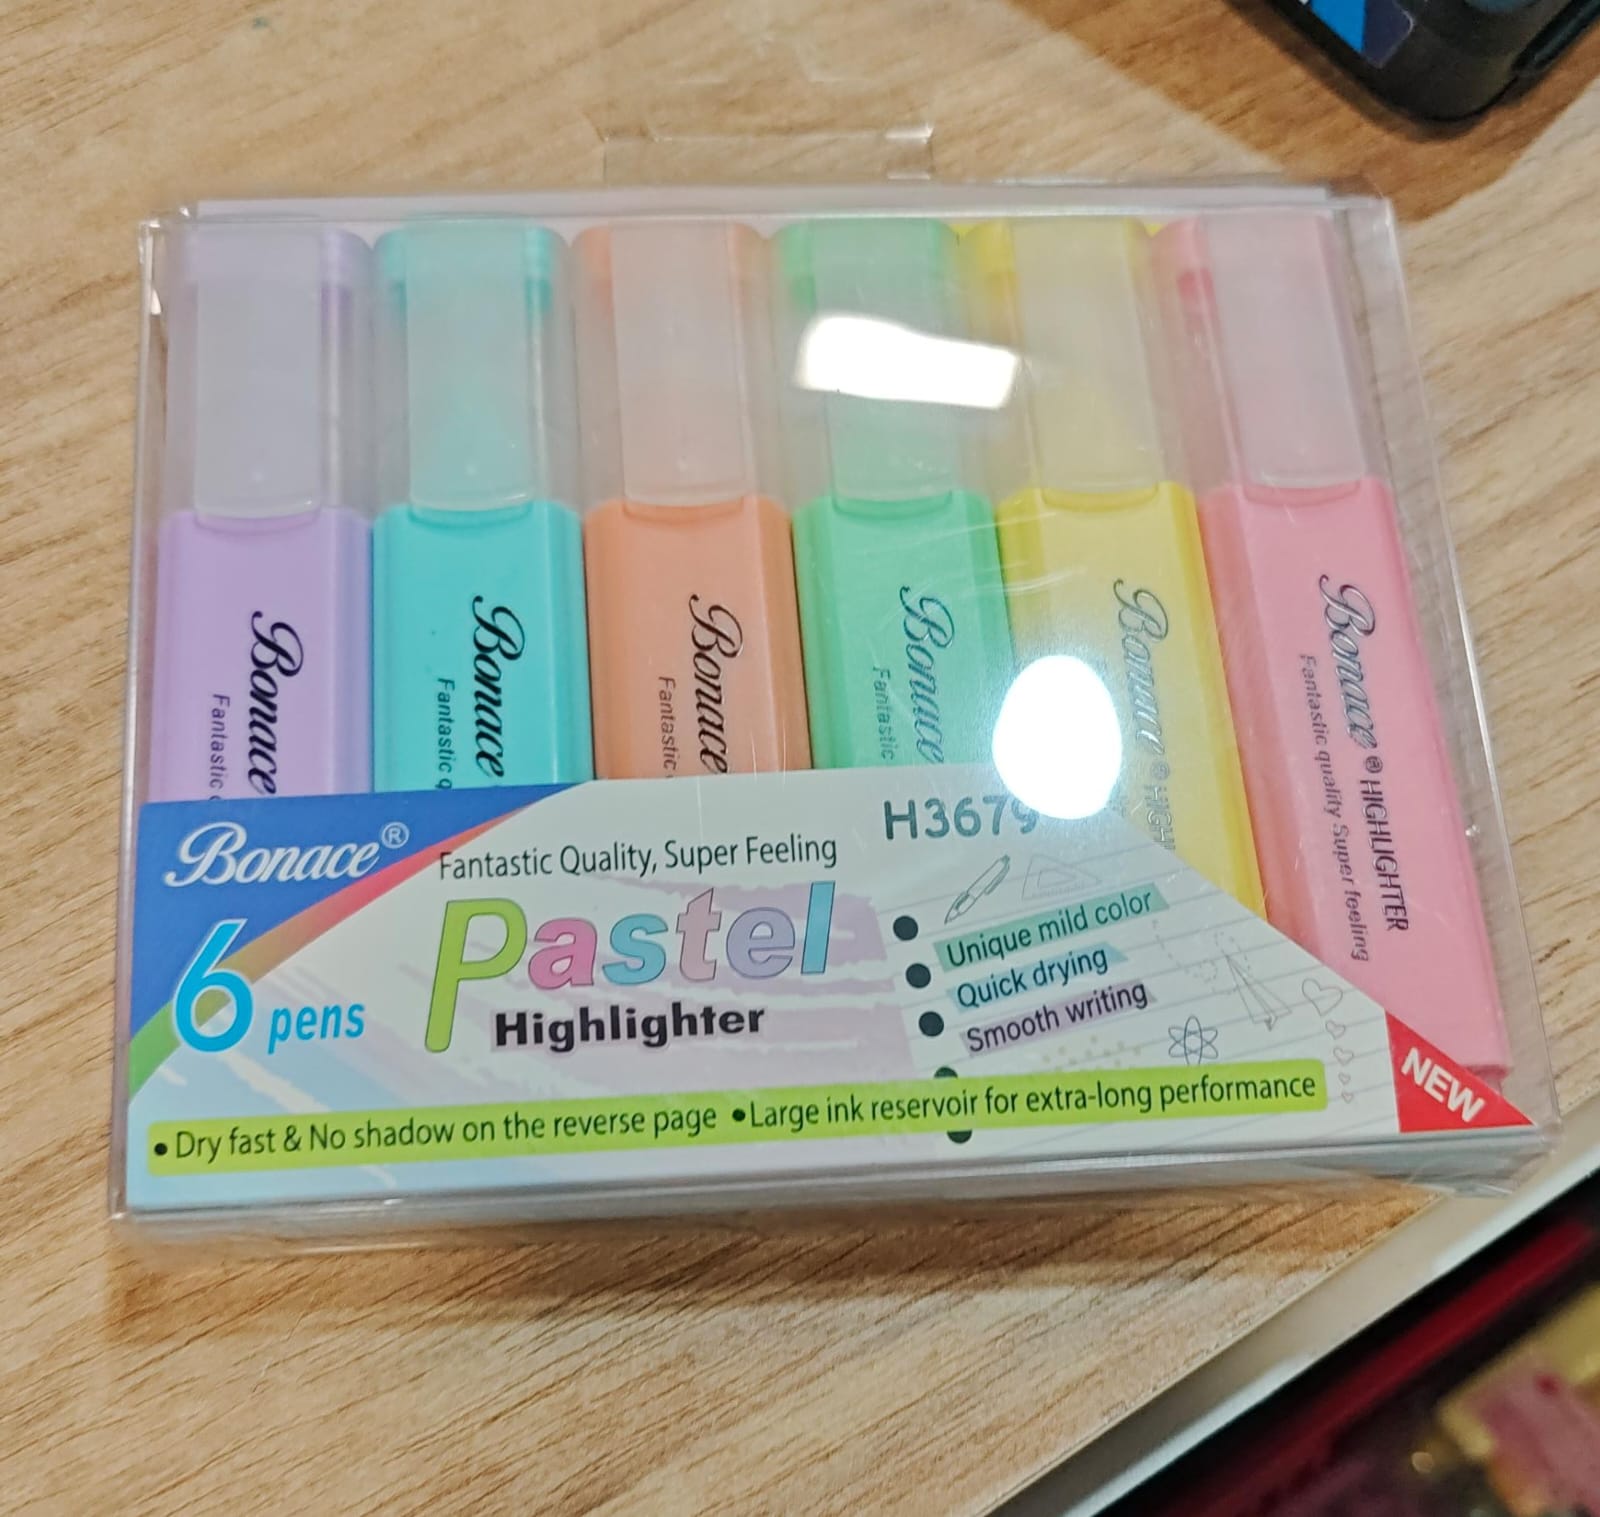 Bonace
Fantastic
Bonace
Fantastic q
Bonace
Fantastic
Bonace
Fantastic
Bonace ® HIGH
Bonace ® HIGHLIGHTER
Fantastic quality Super feeling
Bonace®
Fantastic Quality, Super Feeling
H3679
6 pens
Pastel
Highlighter
Unique mild color
Quick drying
Smooth writing
• Dry fast & No shadow on the reverse page •Large ink reservoir for extra-long performance
NEW